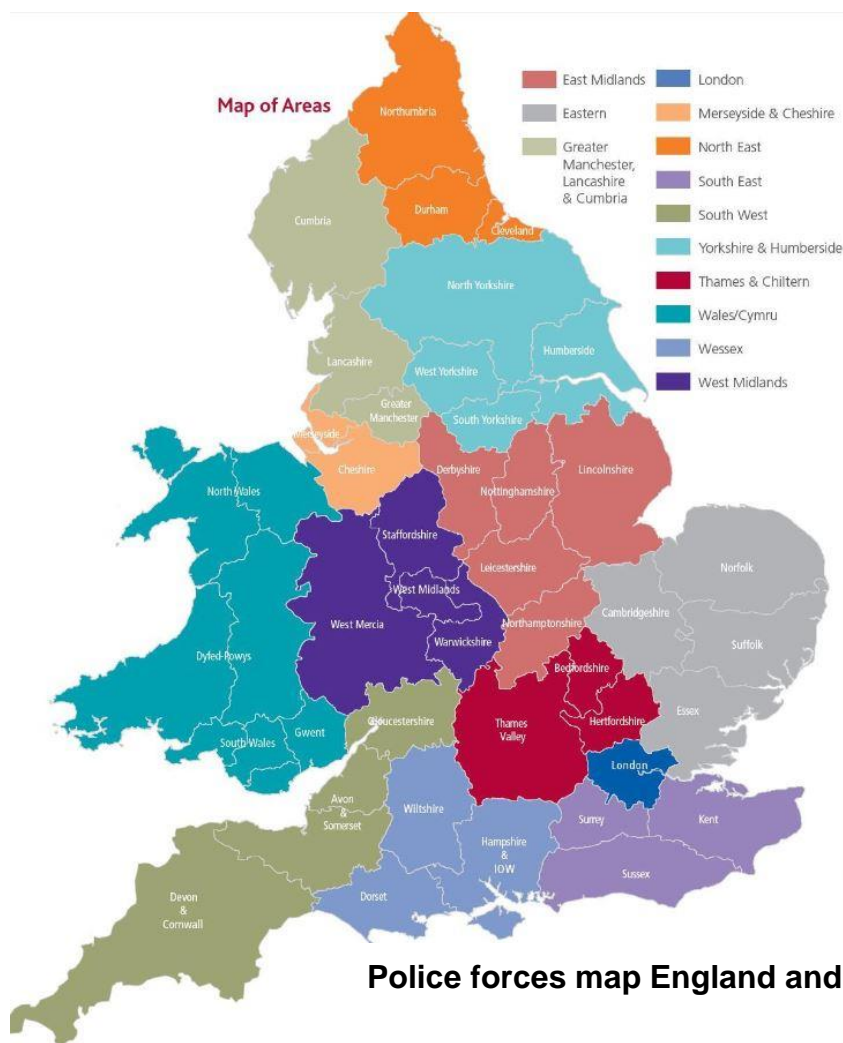 Map of Areas
East Midlands
Eastern
Greater
Manchester,
Lancashire
& Cumbria
London
Merseyside & Cheshire
North East
South East
South West
Yorkshire & Humberside
Thames & Chiltern
Wales/Cymru
Wessex
West Midlands
Northumbria
Cumbria
Durham
Cleveland
North Yorkshire
Lancashire
West Yorkshire
Humberside
Greater
Manchester
South Yorkshire
Merseyside
Cheshire
Derbyshire
Nottinghamshire
Lincolnshire
North Wales
Staffordshire
Leicestershire
Norfolk
West Midlands
Cambridgeshire
West Mercia
Warwickshire
Northamptonshire
Suffolk
Dyfed-Powys
Bedfordshire
Essex
Gloucestershire
Thames
Valley
Hertfordshire
South Wales
Gwent
London
Avon
&
Somerset
Wiltshire
Surrey
Kent
Hampshire
&
IOW
Sussex
Devon
&
Cornwall
Dorset
Police forces map England and